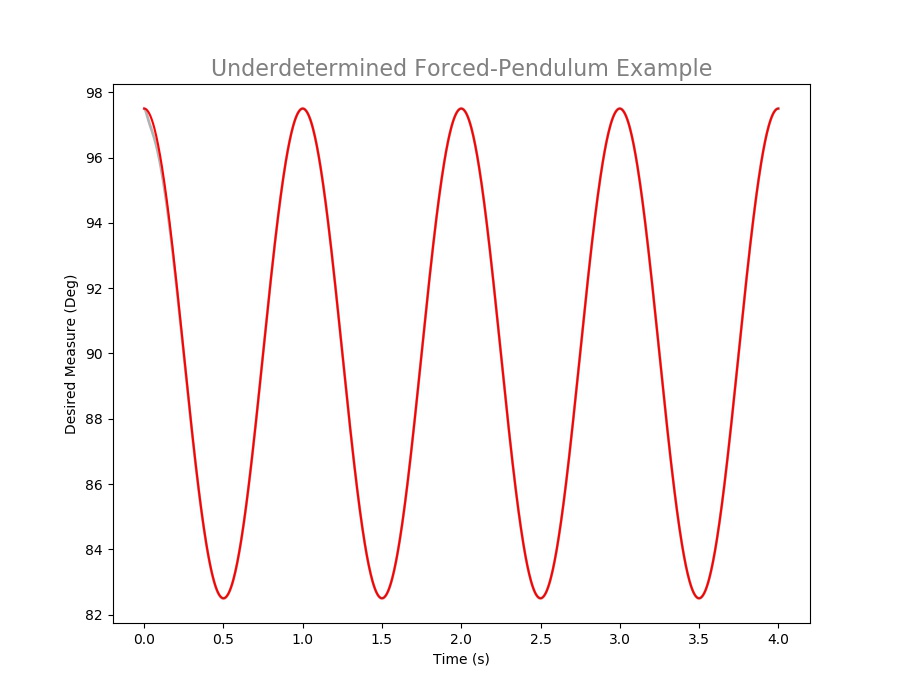 Underdetermined Forced-Pendulum Example
98
96
94
92
90
88
86
84
82
Desired Measure (Deg)
0.0 0.5 1.0 1.5 2.0 2.5 3.0 3.5 4.0
Time (s)